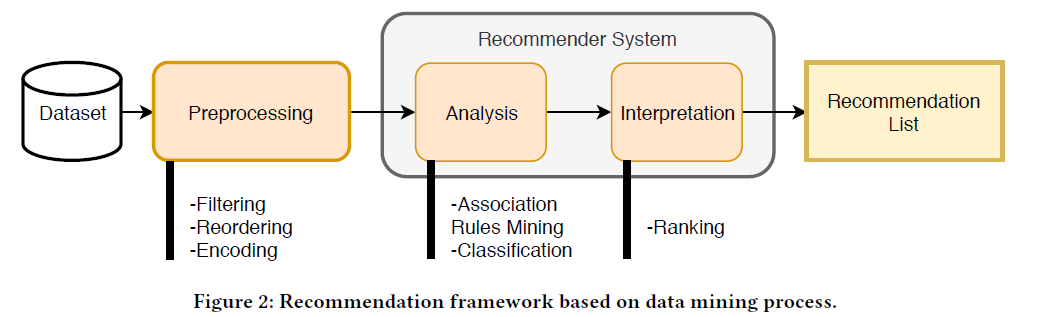 Recommender System
Dataset
Preprocessing
Analysis
Interpretation
Recommendation
List
-Filtering
-Reordering
-Encoding
-Association
Rules Mining
-Classification
-Ranking
Figure 2: Recommendation framework based on data mining process.